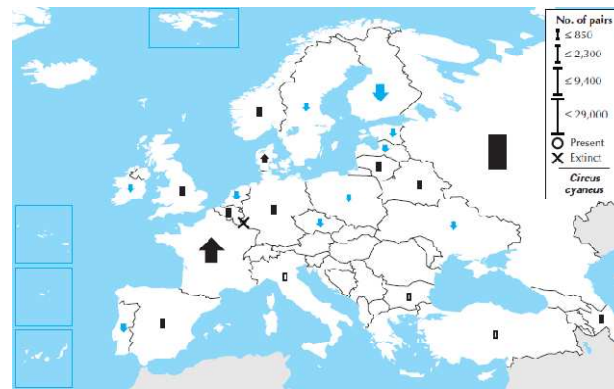 No. of pairs
≤ 850
≤ 2,300
≤ 9,400
≤ 29,000
Present
Extinct
Circus
cyaneus